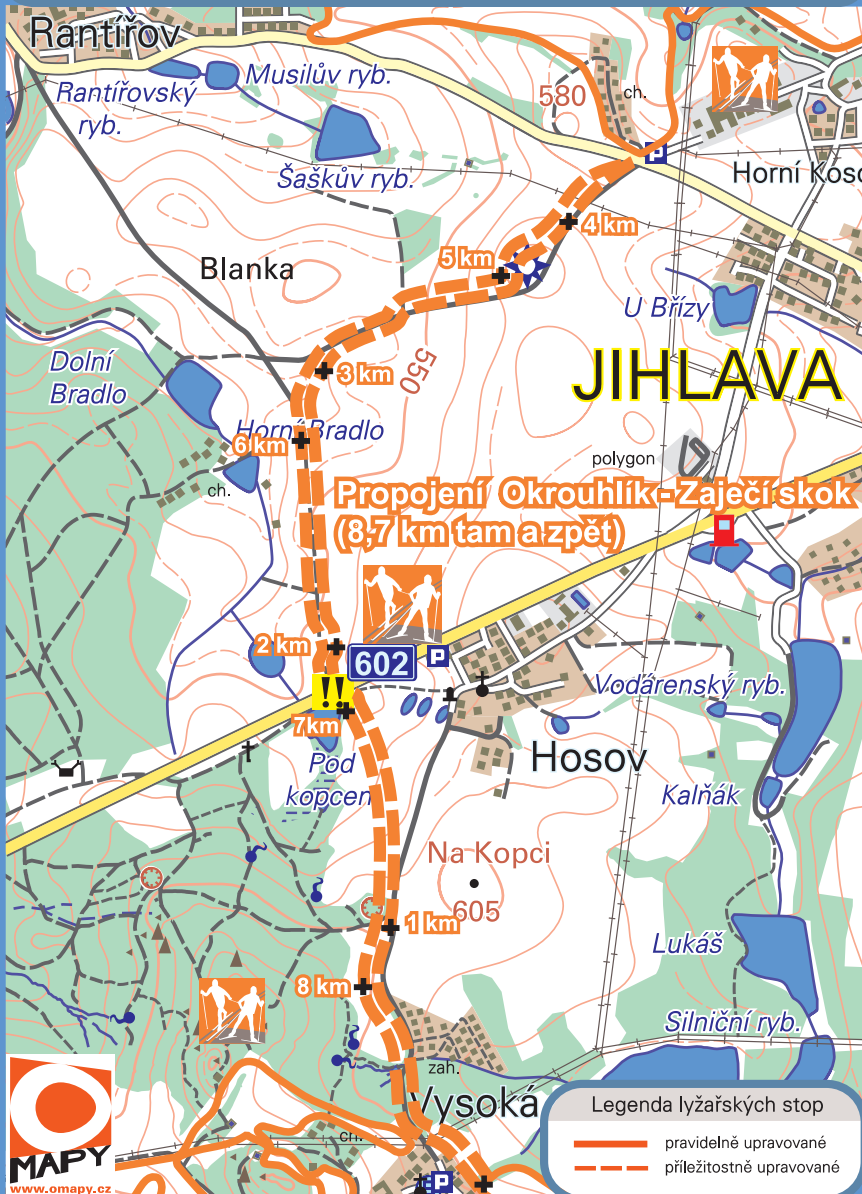 Rantířov
Musilův ryb.
Rantířovský
ryb.
580
ch.
P
Šaškův ryb.
4 km
5 km
Blanka
U Břízy
Dolní
Bradlo
3 km
550
JIHLAVA
Horní Bradlo
6 km
ch.
polygon
Propojení Okrouhlík - Zaječí skok
(8,7 km tam a zpět)
2 km
602
P
!!
7km
Vodárenský ryb.
Pod
Hosov
Kalňák
Na Kopci
605
1 km
Lukáš
8 km
Silniční ryb.
zah.
Vysoká
ch.
P
Legenda lyžařských stop
pravidelně upravované
příležitostně upravované
MAPY
www.omapy.cz